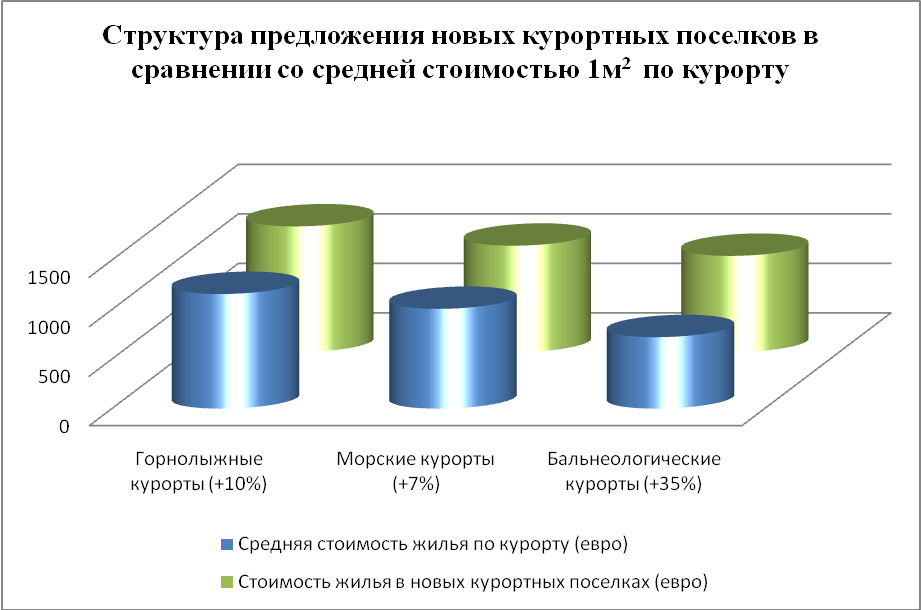 Структура предложения новых курортных поселков в
сравнении со средней стоимостью 1м² по курорту
1500
1000
500
0
Горнолыжные
курорты (+10%)
Морские курорты
(+7%)
Бальнеологические
курорты (+35%)
Средняя стоимость жилья по курорту (евро)
Стоимость жилья в новых курортных поселках (евро)